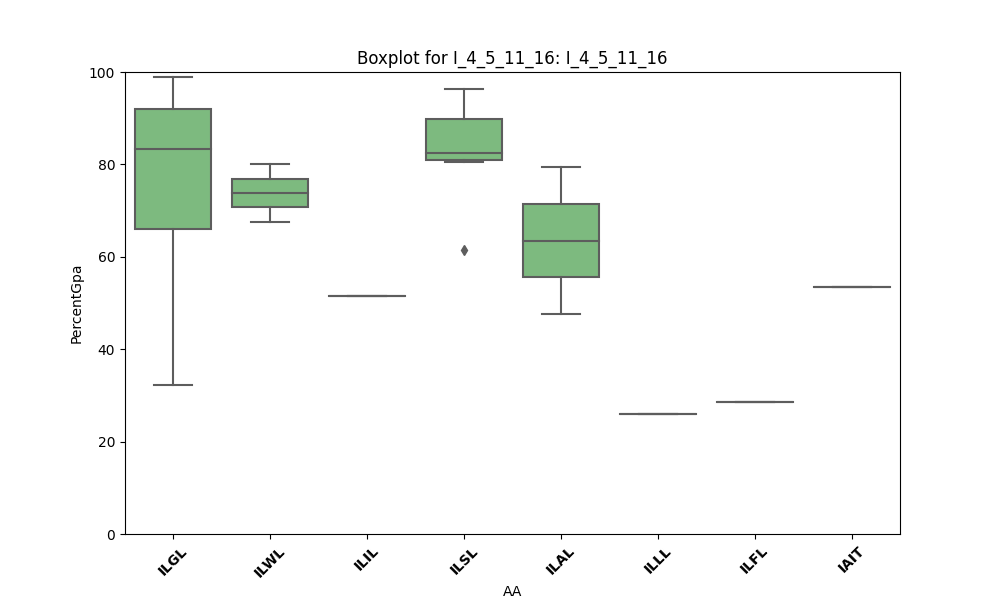 Boxplot for I_4_5_11_16: I_4_5_11_16
PercentGpa
100
80
60
40
20
0
ILGL
ILWL
ILIL
ILSL
ILAL
ILLL
ILFL
IAIT
AA